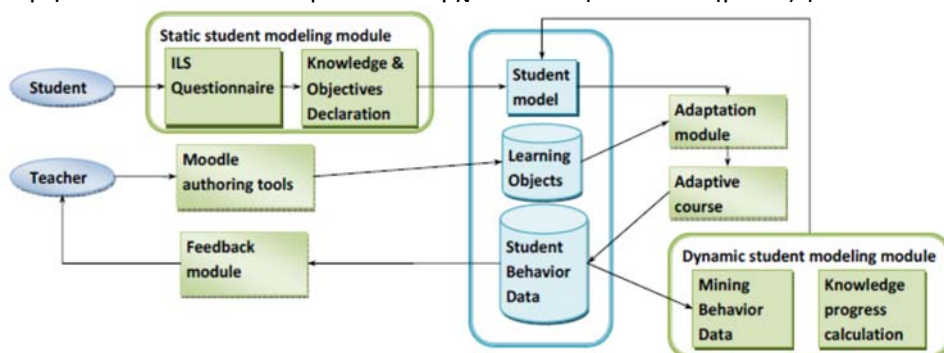 Static student modeling module
Student
ILS
Questionnaire
Knowledge &
Objectives
Declaration
Student
model
Adaptation
module
Teacher
Moodle
authoring tools
Learning
Objects
Adaptive
course
Feedback
module
Student
Behavior
Data
Dynamic student modeling module
Mining
Behavior
Data
Knowledge
progress
calculation